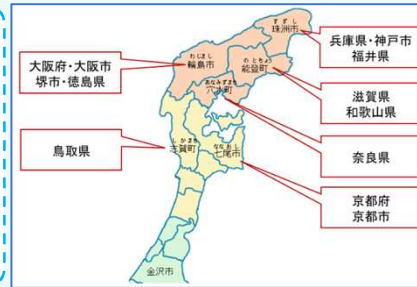 すずし
珠洲市
兵庫県・神戸市
福井県
わじまし
輪島市
のとちょう
能登町
大阪府・大阪市
堺市・徳島県
あなみずまち
穴水町
滋賀県
和歌山県
奈良県
鳥取県
しかまち
志賀町
ななおし
七尾市
京都府
京都市
金沢市